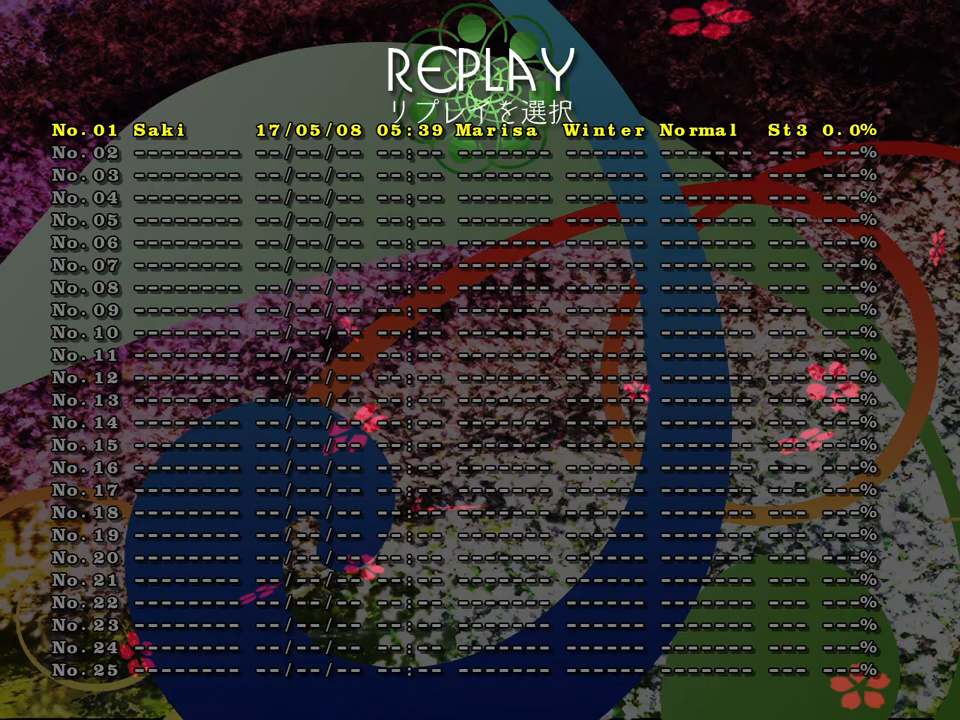 REPLAY
リプレイを選択
No.01 Saki 17/05/08 05:39 Marisa Winter Normal St3 0.0%
No.02 -------- --/--/-- --:-- ------- ------ ------- --- ---%
No.03 -------- --/--/-- --:-- ------- ------ ------- --- ---%
No.04 -------- --/--/-- --:-- ------- ------ ------- --- ---%
No.05 -------- --/--/-- --:-- ------- ------ ------- --- ---%
No.06 -------- --/--/-- --:-- ------- ------ ------- --- ---%
No.07 -------- --/--/-- --:-- ------- ------ ------- --- ---%
No.08 -------- --/--/-- --:-- ------- ------ ------- --- ---%
No.09 -------- --/--/-- --:-- ------- ------ ------- --- ---%
No.10 -------- --/--/-- --:-- ------- ------ ------- --- ---%
No.11 -------- --/--/-- --:-- ------- ------ ------- --- ---%
No.12 -------- --/--/-- --:-- ------- ------ ------- --- ---%
No.13 -------- --/--/-- --:-- ------- ------ ------- --- ---%
No.14 -------- --/--/-- --:-- ------- ------ ------- --- ---%
No.15 -------- --/--/-- --:-- ------- ------ ------- --- ---%
No.16 -------- --/--/-- --:-- ------- ------ ------- --- ---%
No.17 -------- --/--/-- --:-- ------- ------ ------- --- ---%
No.18 -------- --/--/-- --:-- ------- ------ ------- --- ---%
No.19 -------- --/--/-- --:-- ------- ------ ------- --- ---%
No.20 -------- --/--/-- --:-- ------- ------ ------- --- ---%
No.21 -------- --/--/-- --:-- ------- ------ ------- --- ---%
No.22 -------- --/--/-- --:-- ------- ------ ------- --- ---%
No.23 -------- --/--/-- --:-- ------- ------ ------- --- ---%
No.24 -------- --/--/-- --:-- ------- ------ ------- --- ---%
No.25 -------- --/--/-- --:-- ------- ------ ------- --- ---%